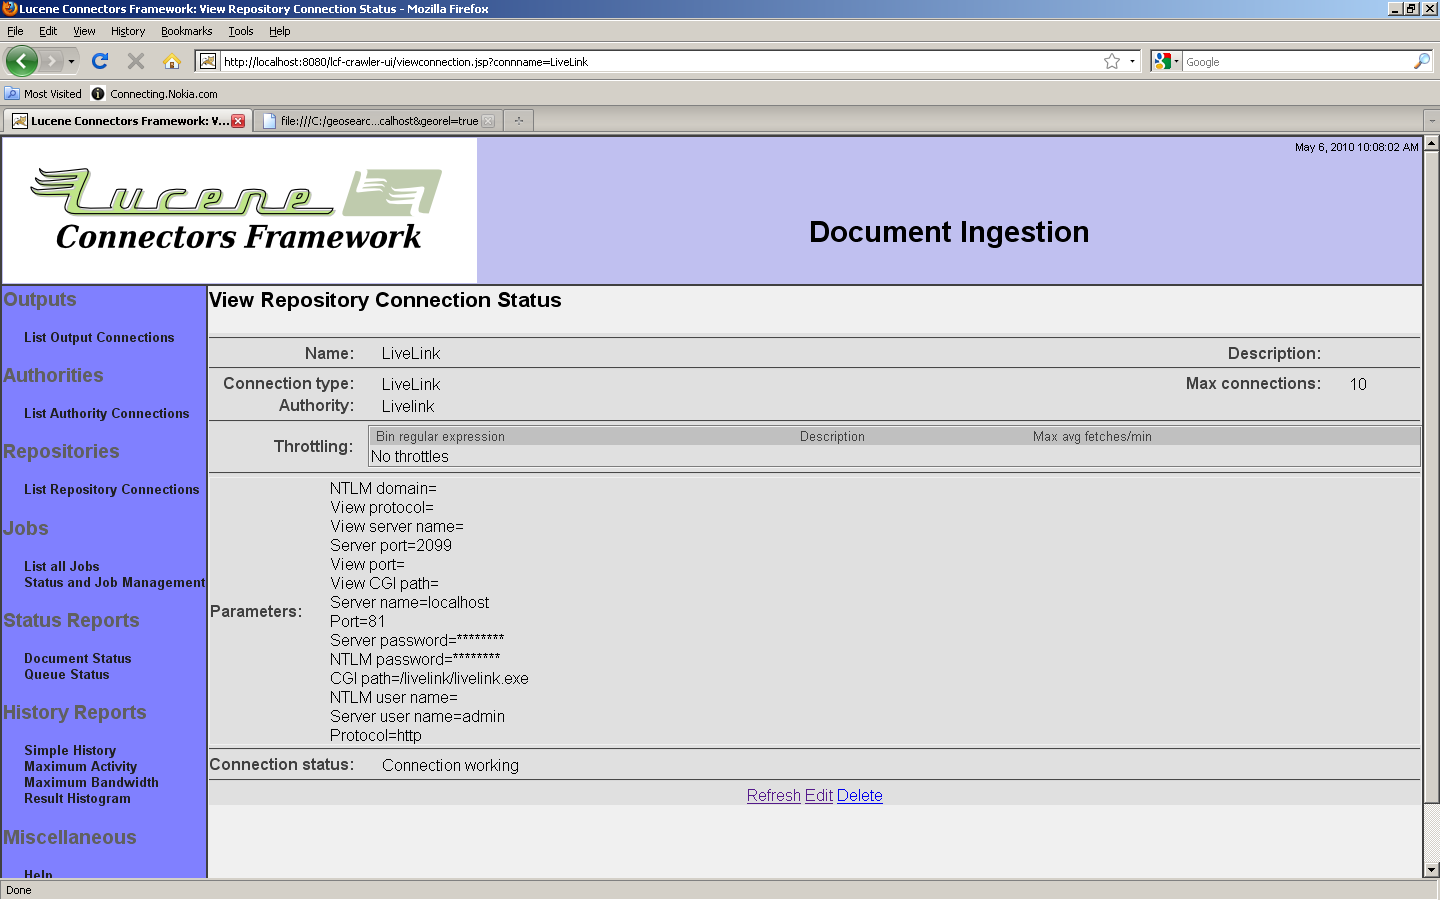 Lucene Connectors Framework: View Repository Connection Status - Mozilla Firefox
File Edit View History Bookmarks Tools Help
http://localhost:8080/lcf-crawler-ui/viewconnection.jsp?connname=LiveLink
Google
Most Visited Connecting.Nokia.com
Lucene Connectors Framework: V... file:///C:/geosearc...calhost&georel=true
May 6, 2010 10:08:02 AM
Lucene
Connectors Framework
Document Ingestion
Outputs
List Output Connections
Authorities
List Authority Connections
Repositories
List Repository Connections
Jobs
List all Jobs
Status and Job Management
Status Reports
Document Status
Queue Status
History Reports
Simple History
Maximum Activity
Maximum Bandwidth
Result Histogram
Miscellaneous
Help
View Repository Connection Status
Name: LiveLink Description:
Connection type: LiveLink Max connections: 10
Authority: Livelink
Throttling: Bin regular expression Description Max avg fetches/min
No throttles
Parameters:
NTLM domain=
View protocol=
View server name=
Server port=2099
View port=
View CGI path=
Server name=localhost
Port=81
Server password=********
NTLM password=********
CGI path=/livelink/livelink.exe
NTLM user name=
Server user name=admin
Protocol=http
Connection status: Connection working
Refresh Edit Delete
Done